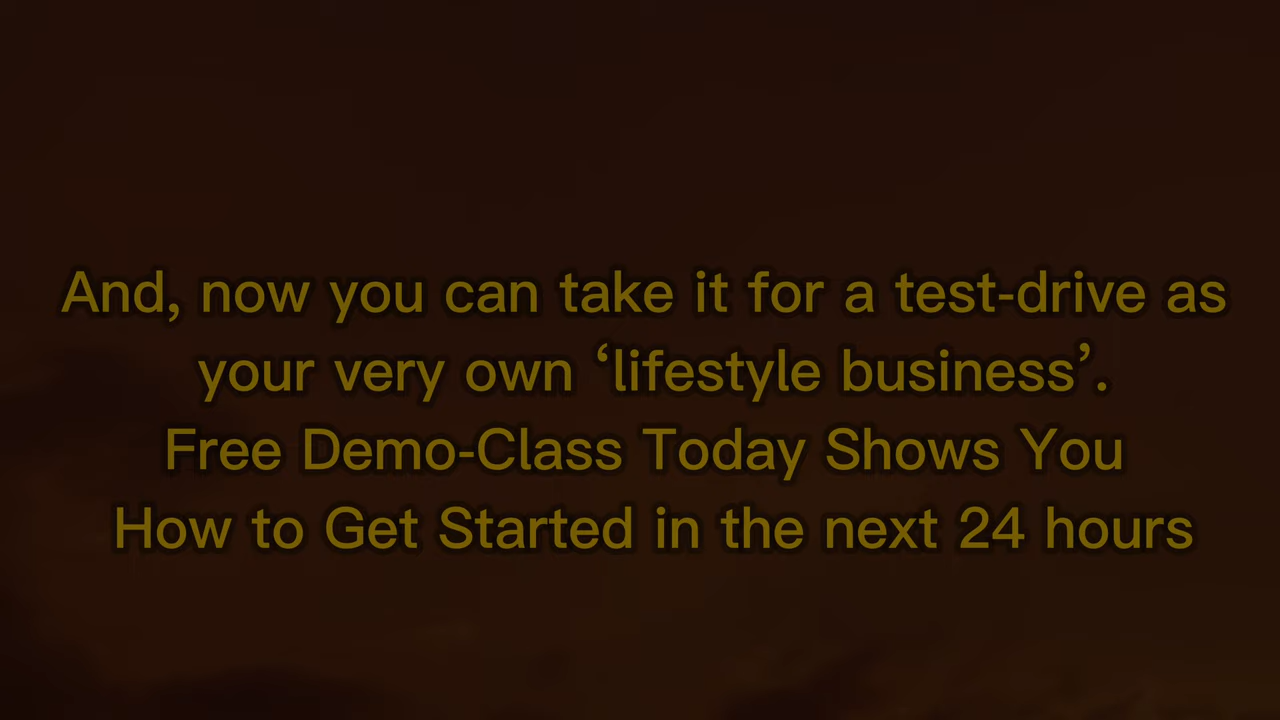 And, now you can take it for a test-drive as
your very own ‘lifestyle business’.
Free Demo-Class Today Shows You
How to Get Started in the next 24 hours